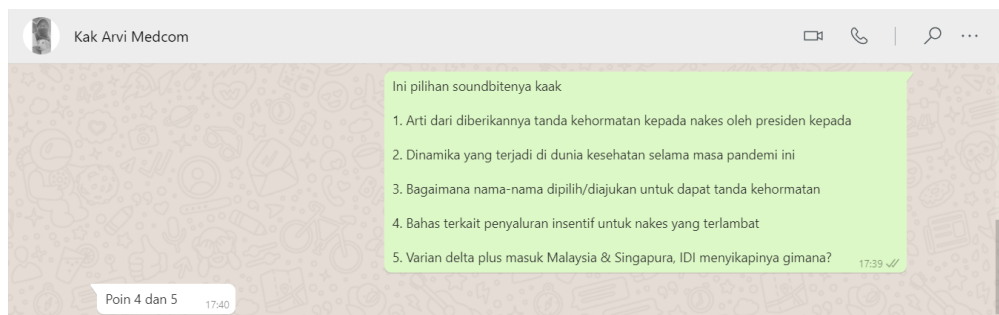 Kak Arvi Medcom
Ini pilihan soundbitenya kaak
1. Arti dari diberikannya tanda kehormatan kepada nakes oleh presiden kepada
2. Dinamika yang terjadi di dunia kesehatan selama masa pandemi ini
3. Bagaimana nama-nama dipilih/diajukan untuk dapat tanda kehormatan
4. Bahas terkait penyaluran insentif untuk nakes yang terlambat
5. Varian delta plus masuk Malaysia & Singapura, IDI menyikapinya gimana?
17:39
Poin 4 dan 5
17:40